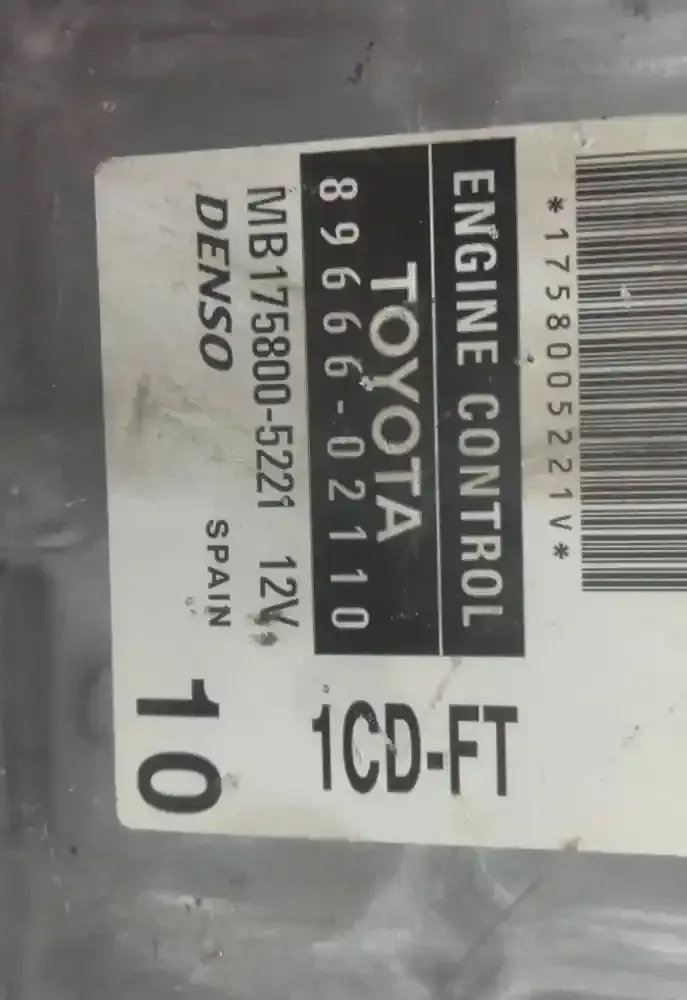 *1758005221V*
ENGINE CONTROL
TOYOTA
89666-02110
1CD-FT
MB175800-5221 12V
DENSO SPAIN
10